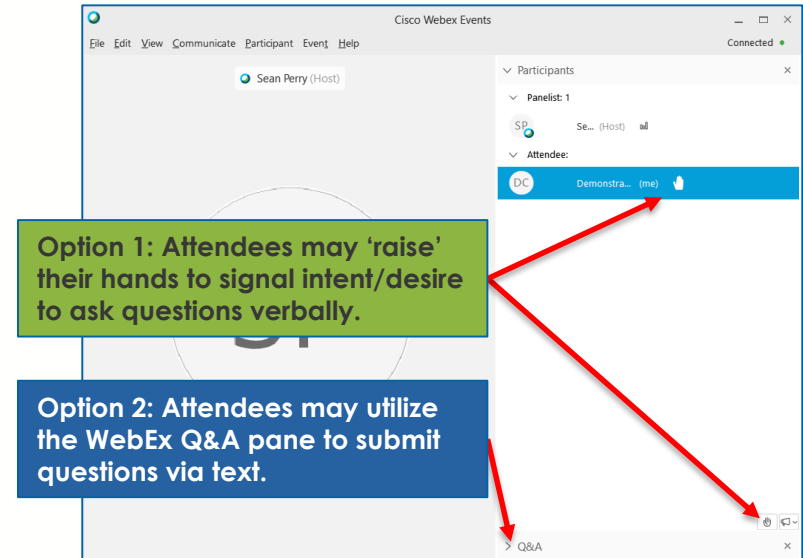 Cisco Webex Events
File Edit View Communicate Participant Event Help
Connected
Sean Perry (Host)
Participants
Panelist: 1
SP
Se... (Host)
Attendee:
DC
Demonstra... (me)
Option 1: Attendees may ‘raise’
their hands to signal intent/desire
to ask questions verbally.
Option 2: Attendees may utilize
the WebEx Q&A pane to submit
questions via text.
Q&A